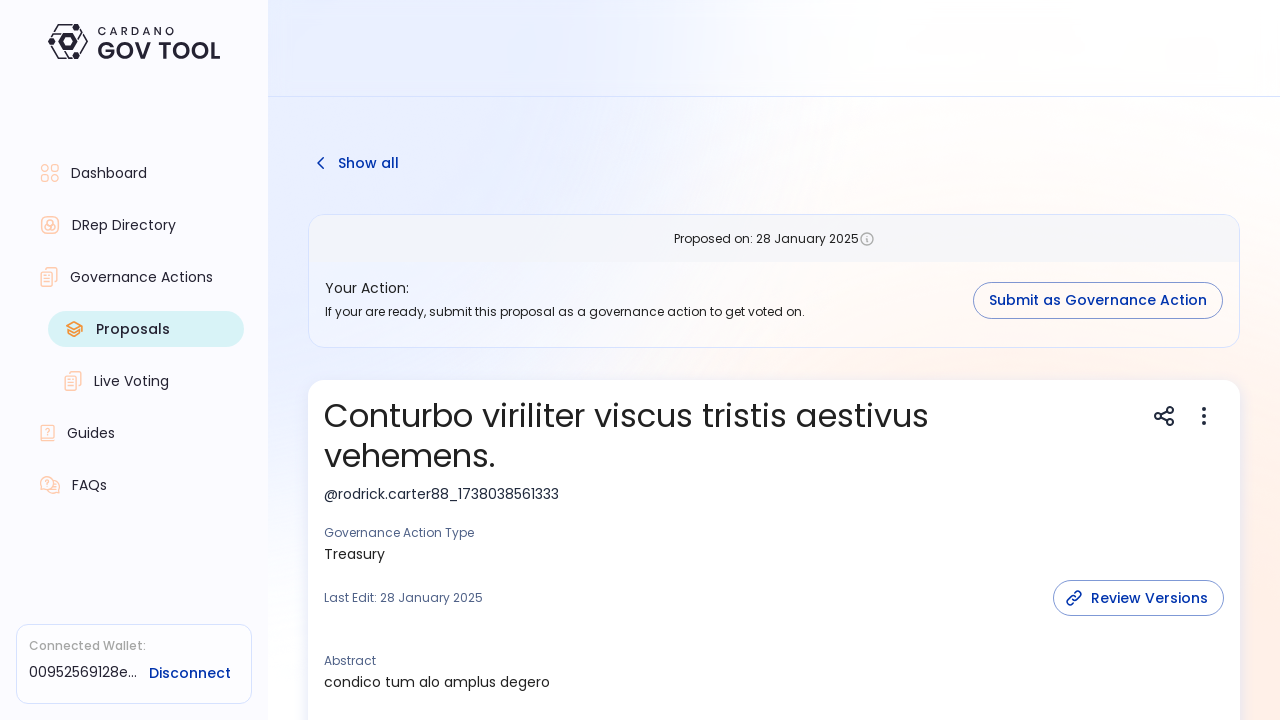 CARDANO
GOV TOOL
Dashboard
DRep Directory
Governance Actions
Proposals
Live Voting
Guides
FAQs
Connected Wallet:
00952569128e...
Disconnect
Show all
Proposed on: 28 January 2025
Your Action:
If your are ready, submit this proposal as a governance action to get voted on.
Submit as Governance Action
Conturbo viriliter viscus tristis aestivus
vehemens.
@rodrick.carter88_1738038561333
Governance Action Type
Treasury
Last Edit: 28 January 2025
Review Versions
Abstract
condico tum alo amplus degero